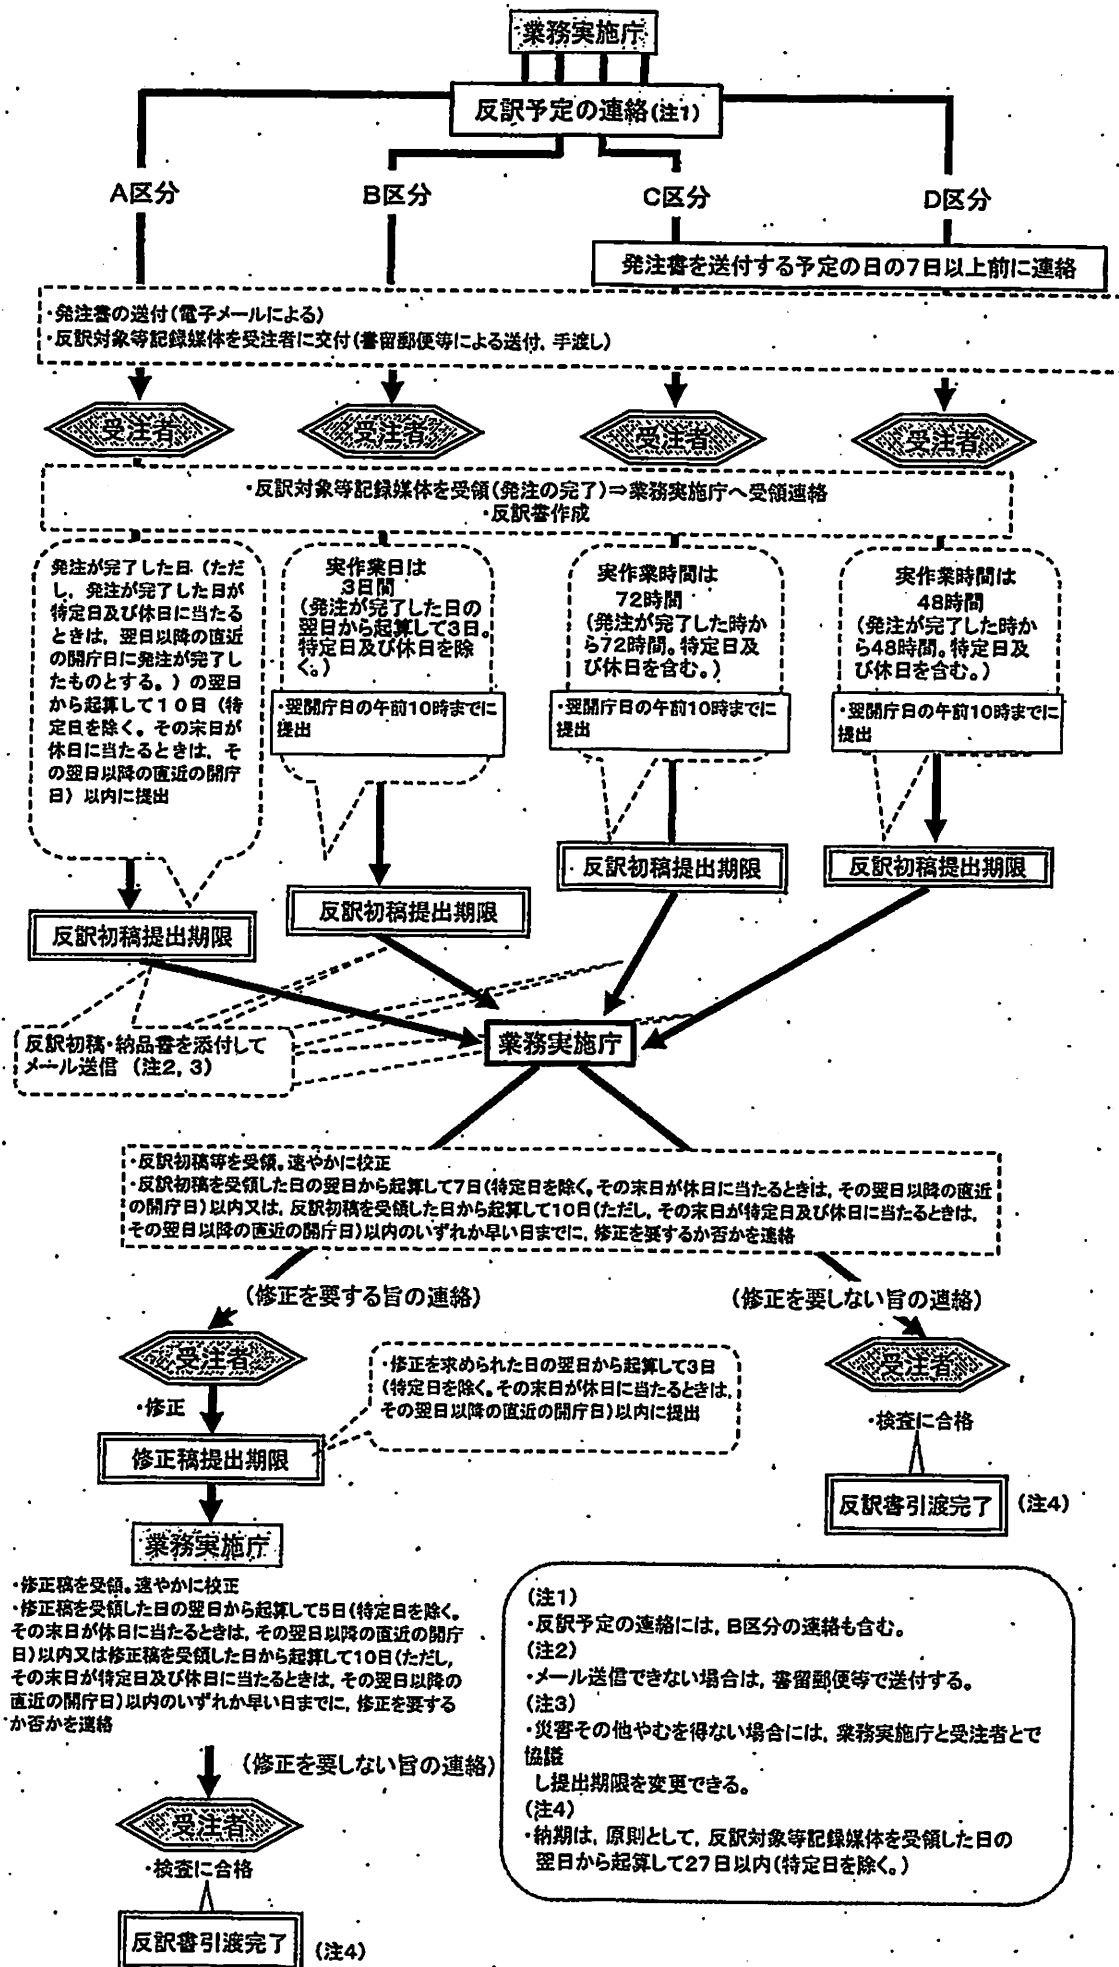 業務実施庁
反訳予定の連絡(注1)
A区分
B区分
C区分
D区分
発注書を送付する予定の日の7日以上前に連絡
・発注書の送付(電子メールによる)
・反訳対象等記録媒体を受注者に交付(書留郵便等による送付,手渡し)
受注者
受注者
受注者
受注者
・反訳対象等記録媒体を受領(発注の完了)⇒業務実施庁へ受領連絡
・反訳書作成
発注が完了した日(ただ
し,発注が完了した日が
特定日及び休日に当たる
ときは,翌日以降の直近
の開庁日に発注が完了し
たものとする。)の翌日
から起算して10日(特
定日を除く。その末日が
休日に当たるときは,そ
の翌日以降の直近の開庁
日)以内に提出
実作業日は
3日間
(発注が完了した日の
翌日から起算して3日。
特定日及び休日を除
く。)
・翌開庁日の午前10時までに
提出
実作業時間は
72時間
(発注が完了した時か
ら72時間。特定日及
び休日を含む。)
・翌開庁日の午前10時までに
提出
実作業時間は
48時間
(発注が完了した時か
ら48時間。特定日及
び休日を含む。)
・翌開庁日の午前10時までに
提出
反訳初稿提出期限
反訳初稿提出期限
反訳初稿提出期限
反訳初稿提出期限
反訳初稿・納品書を添付して
メール送信 (注2,3)
業務実施庁
・反訳初稿等を受領。速やかに校正
・反訳初稿を受領した日の翌日から起算して7日(特定日を除く。その末日が休日に当たるときは,その翌日以降の直近
の開庁日)以内又は,反訳初稿を受領した日から起算して10日(ただし,その末日が特定日及び休日に当たるときは,
その翌日以降の直近の開庁日)以内のいずれか早い日までに,修正を要するか否かを連絡
(修正を要する旨の連絡)
(修正を要しない旨の連絡)
受注者
・修正
・修正を求められた日の翌日から起算して3日
(特定日を除く。その末日が休日に当たるときは,
その翌日以降の直近の開庁日)以内に提出
修正稿提出期限
受注者
・検査に合格
反訳書引渡完了 (注4)
業務実施庁
・修正稿を受領。速やかに校正
・修正稿を受領した日の翌日から起算して5日(特定日を除く。
その末日が休日に当たるときは,その翌日以降の直近の開庁
日)以内又は修正稿を受領した日から起算して10日(ただし,
その末日が特定日及び休日に当たるときは,その翌日以降の
直近の開庁日)以内のいずれか早い日までに,修正を要する
か否かを連絡
(修正を要しない旨の連絡)
受注者
・検査に合格
反訳書引渡完了 (注4)
(注1)
・反訳予定の連絡には,B区分の連絡も含む。
(注2)
・メール送信できない場合は,書留郵便等で送付する。
(注3)
・災害その他やむを得ない場合には,業務実施庁と受注者とで
協議
し提出期限を変更できる。
(注4)
・納期は,原則として,反訳対象等記録媒体を受領した日の
翌日から起算して27日以内(特定日を除く。)